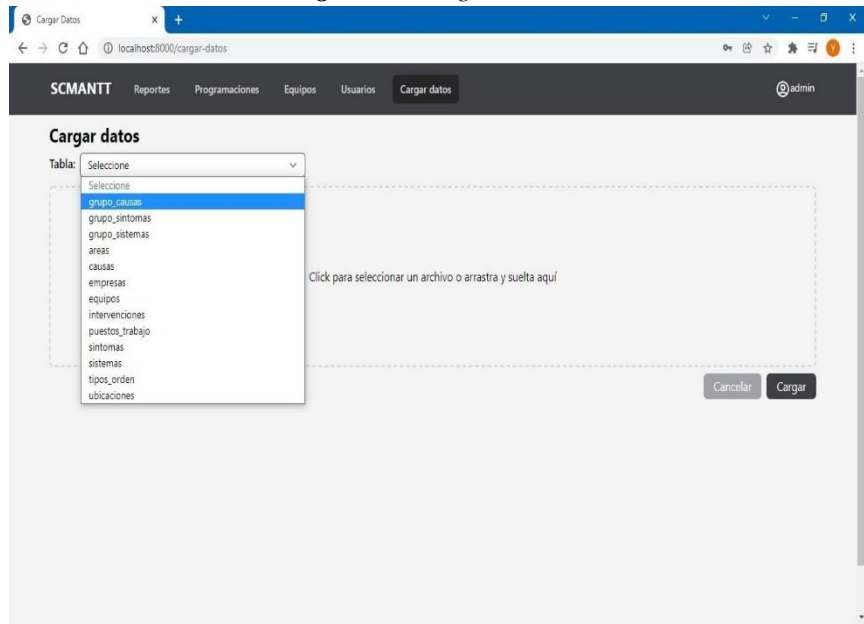 Cargar Datos
localhost:8000/cargar-datos
Y
SCMANTT Reportes Programaciones Equipos Usuarios Cargar datos admin
Cargar datos
Tabla: Seleccione
Seleccione
grupo_causas
grupo_sintomas
grupo_sistemas
areas
causas
empresas
equipos
intervenciones
puestos_trabajo
sintomas
sistemas
tipos_orden
ubicaciones
Click para seleccionar un archivo o arrastra y suelta aquí
Cancelar Cargar